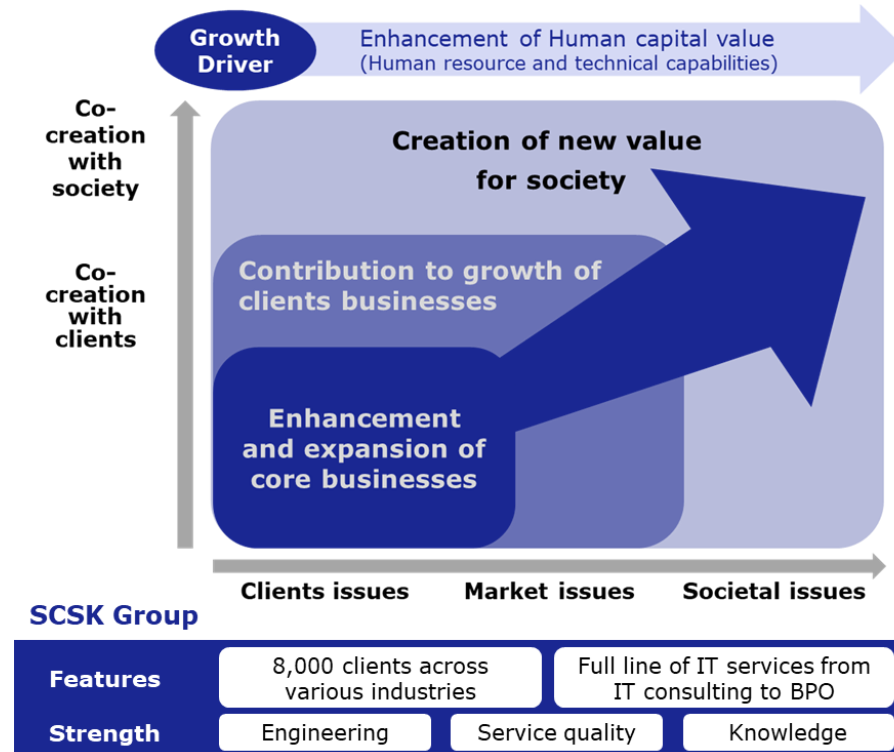 Growth
Driver
Enhancement of Human capital value
(Human resource and technical capabilities)
Co-
creation
with
society
Creation of new value
for society
Co-
creation
with
clients
Contribution to growth of
clients businesses
Enhancement
and expansion of
core businesses
Clients issues
Market issues
Societal issues
SCSK Group
Features
8,000 clients across
various industries
Full line of IT services from
IT consulting to BPO
Strength
Engineering
Service quality
Knowledge